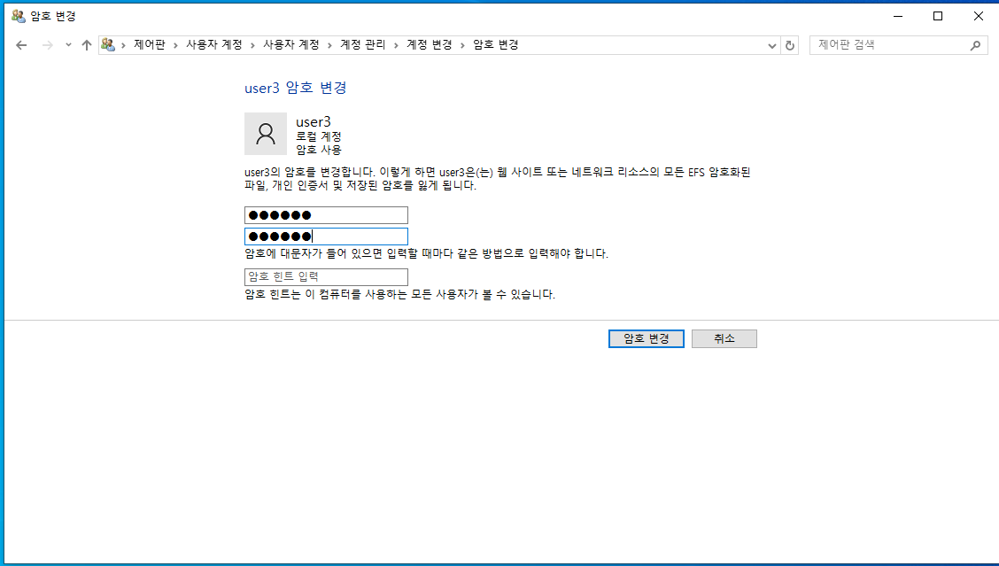 암호 변경
제어판 › 사용자 계정 › 사용자 계정 › 계정 관리 › 계정 변경 › 암호 변경
제어판 검색
user3 암호 변경
user3
로컬 계정
암호 사용
user3의 암호를 변경합니다. 이렇게 하면 user3은(는) 웹 사이트 또는 네트워크 리소스의 모든 EFS 암호화된
파일, 개인 인증서 및 저장된 암호를 잃게 됩니다.
●●●●●●
●●●●●●
암호에 대문자가 들어 있으면 입력할 때마다 같은 방법으로 입력해야 합니다.
암호 힌트 입력
암호 힌트는 이 컴퓨터를 사용하는 모든 사용자가 볼 수 있습니다.
암호 변경
취소